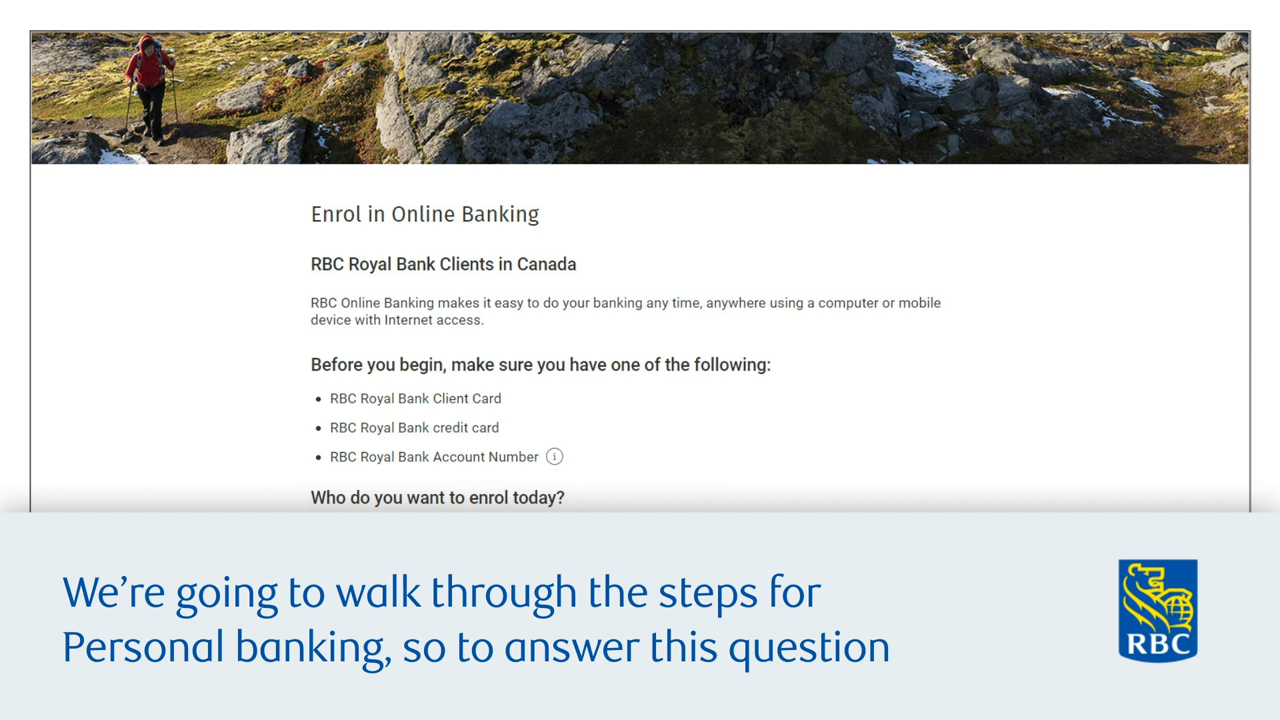 Enrol in Online Banking
RBC Royal Bank Clients in Canada
RBC Online Banking makes it easy to do your banking any time, anywhere using a computer or mobile
device with Internet access.
Before you begin, make sure you have one of the following:
• RBC Royal Bank Client Card
• RBC Royal Bank credit card
• RBC Royal Bank Account Number i
Who do you want to enrol today?
We’re going to walk through the steps for
Personal banking, so to answer this question
RBC